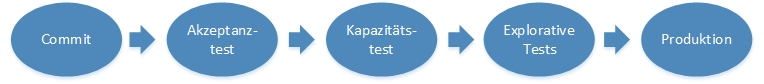 Commit
Akzeptanz-
test
Kapazitäts-
test
Explorative
Tests
Produktion